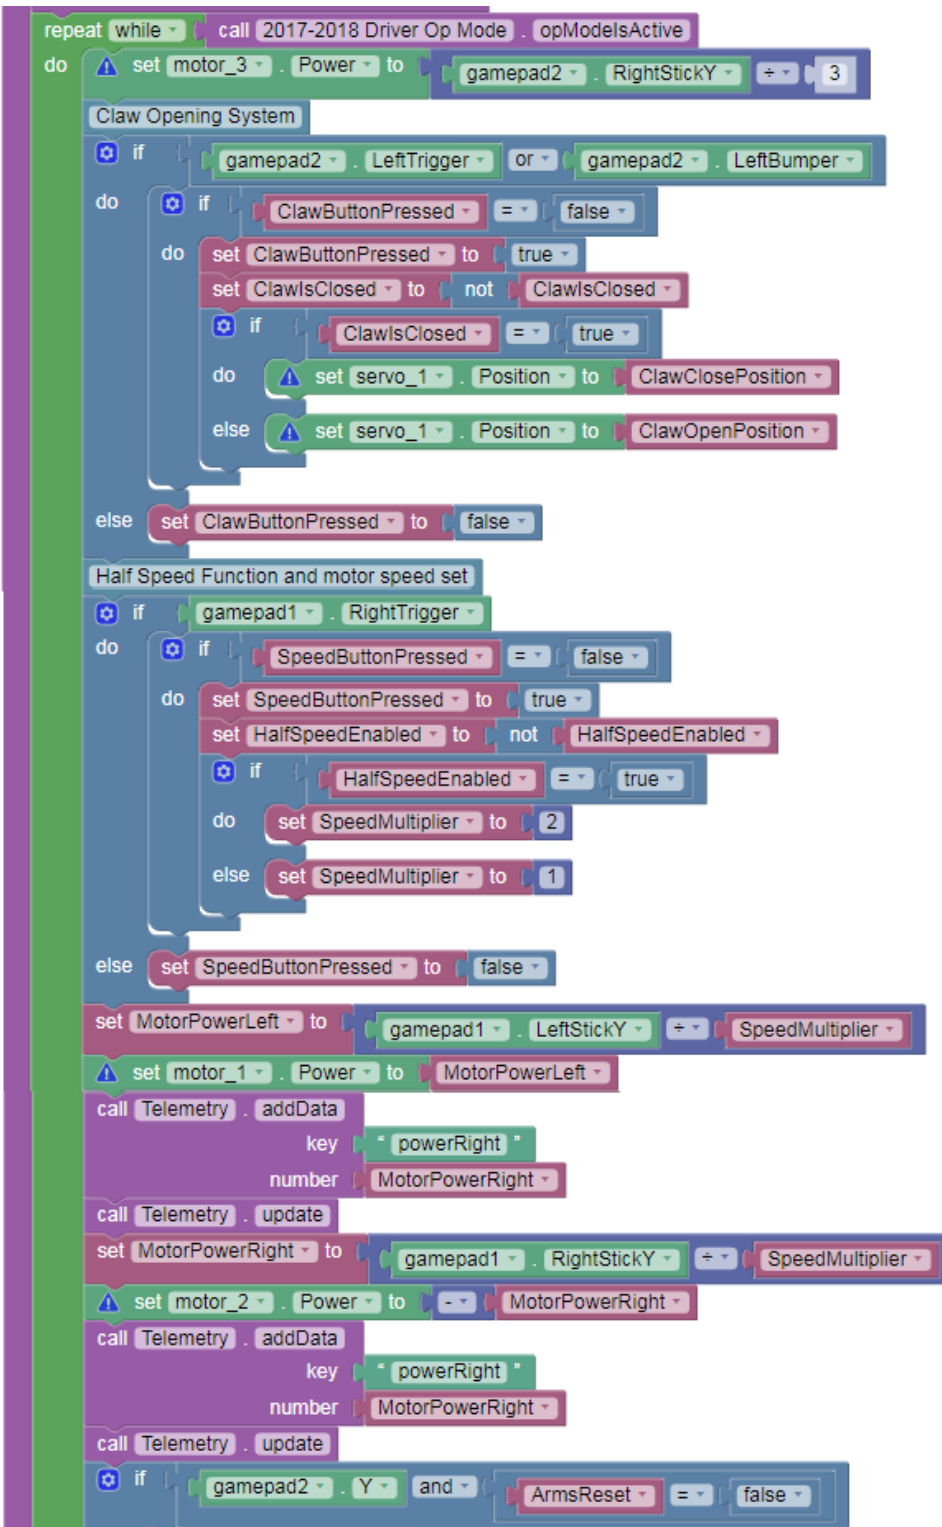 repeat while call 2017-2018 Driver Op Mode . opModeIsActive
do set motor_3 . Power to gamepad2 . RightStickY ÷ 3
Claw Opening System
if gamepad2 . LeftTrigger or gamepad2 . LeftBumper
do if ClawButtonPressed = false
do set ClawButtonPressed to true
set ClawIsClosed to not ClawIsClosed
if ClawIsClosed = true
do set servo_1 . Position to ClawClosePosition
else set servo_1 . Position to ClawOpenPosition
else set ClawButtonPressed to false
Half Speed Function and motor speed set
if gamepad1 . RightTrigger
do if SpeedButtonPressed = false
do set SpeedButtonPressed to true
set HalfSpeedEnabled to not HalfSpeedEnabled
if HalfSpeedEnabled = true
do set SpeedMultiplier to 2
else set SpeedMultiplier to 1
else set SpeedButtonPressed to false
set MotorPowerLeft to gamepad1 . LeftStickY ÷ SpeedMultiplier
set motor_1 . Power to MotorPowerLeft
call Telemetry . addData
key “ powerRight ”
number MotorPowerRight
call Telemetry . update
set MotorPowerRight to gamepad1 . RightStickY ÷ SpeedMultiplier
set motor_2 . Power to - MotorPowerRight
call Telemetry . addData
key “ powerRight ”
number MotorPowerRight
call Telemetry . update
if gamepad2 . Y and ArmsReset = false